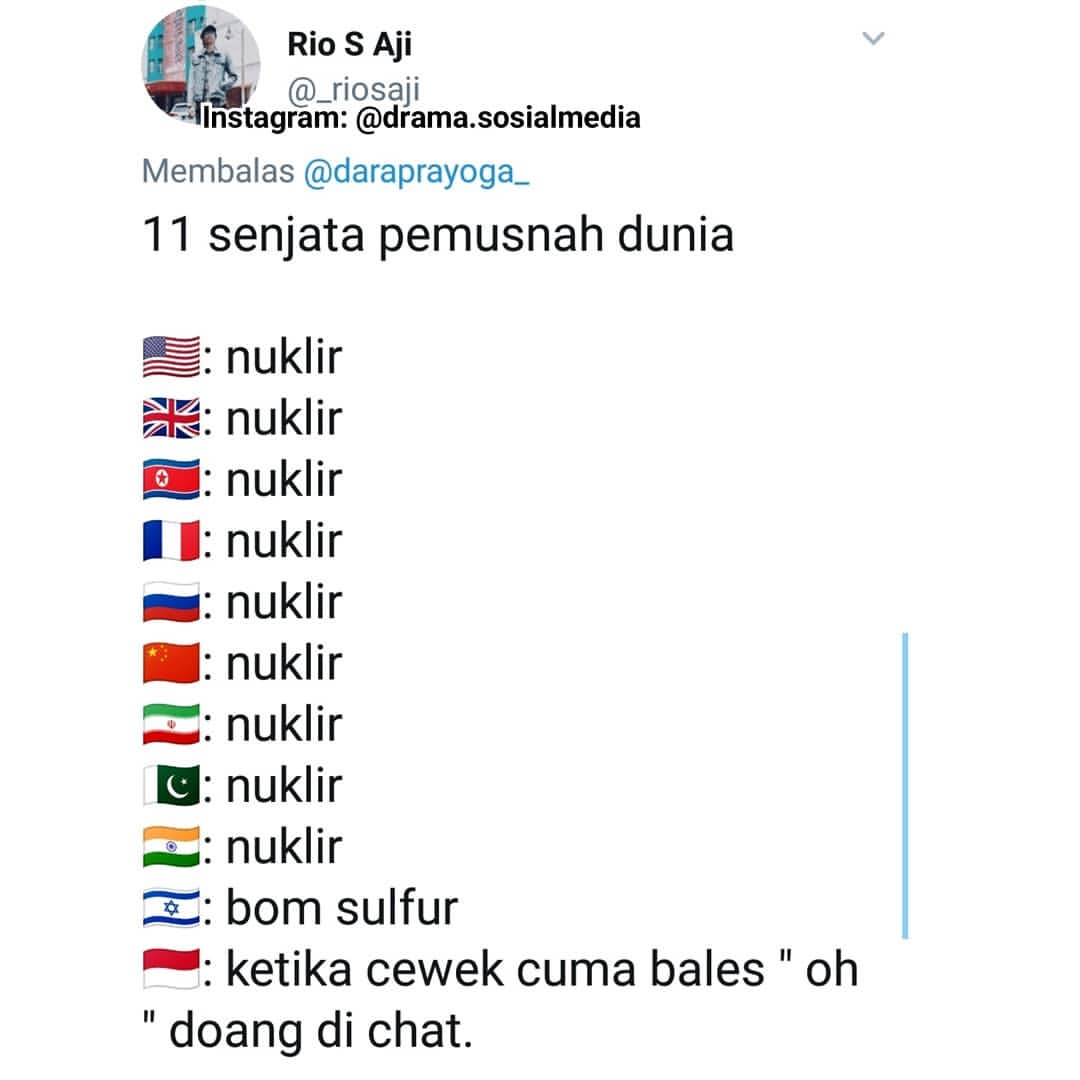 Rio S Aji
@_riosaji
Instagram: @drama.sosialmedia
Membalas @daraprayoga_
11 senjata pemusnah dunia
🇺🇸: nuklir
🇬🇧: nuklir
🇰🇵: nuklir
🇫🇷: nuklir
🇷🇺: nuklir
🇨🇳: nuklir
🇮🇷: nuklir
🇵🇰: nuklir
🇮🇳: nuklir
🇮🇱: bom sulfur
🇮🇩: ketika cewek cuma bales " oh
" doang di chat.